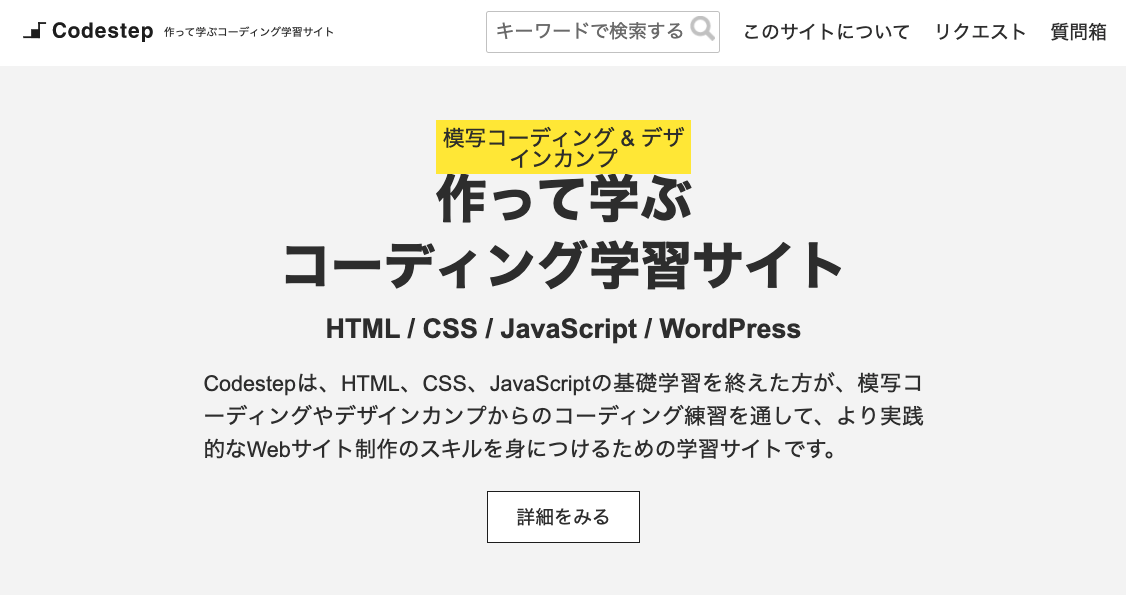 Codestep 作って学ぶコーディング学習サイト
キーワードで検索する
このサイトについて
リクエスト
質問箱
模写コーディング & デザ
インカンプ
作って学ぶ
コーディング学習サイト
HTML / CSS / JavaScript / WordPress
Codestepは、HTML、CSS、JavaScriptの基礎学習を終えた方が、模写コ
ーディングやデザインカンプからのコーディング練習を通して、より実践
的なWebサイト制作のスキルを身につけるための学習サイトです。
詳細をみる